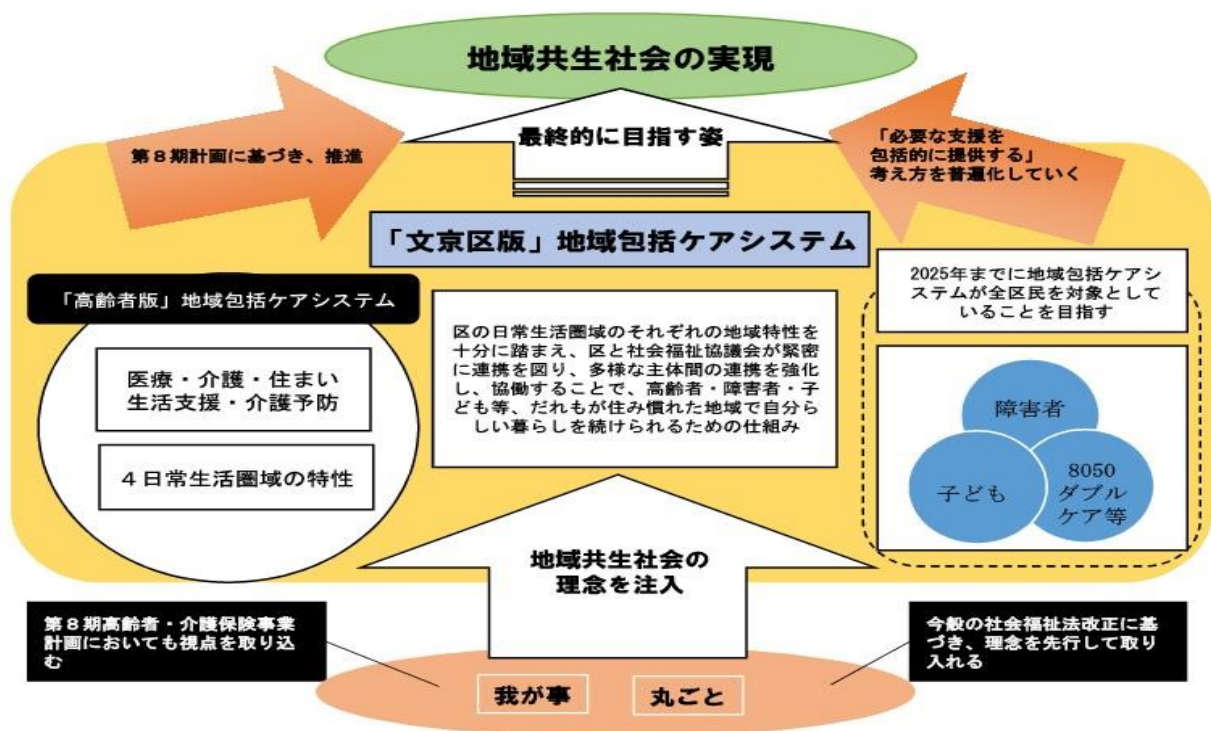 地域共生社会の実現
最終的に目指す姿
第８期計画に基づき、推進
「必要な支援を
包括的に提供する」
考え方を普遍化していく
「文京区版」地域包括ケアシステム
「高齢者版」地域包括ケアシステム
医療・介護・住まい
生活支援・介護予防
４日常生活圏域の特性
区の日常生活圏域のそれぞれの地域特性を
十分に踏まえ、区と社会福祉協議会が緊密
に連携を図り、多様な主体間の連携を強化
し、協働することで、高齢者・障害者・子
ども等、だれもが住み慣れた地域で自分ら
しい暮らしを続けられるための仕組み
2025年までに地域包括ケアシ
ステムが全区民を対象として
いることを目指す
障害者
子ども
8050
ダブル
ケア等
地域共生社会の
理念を注入
第８期高齢者・介護保険事業
計画においても視点を取り込
む
今般の社会福祉法改正に基
づき、理念を先行して取り
入れる
我が事
丸ごと